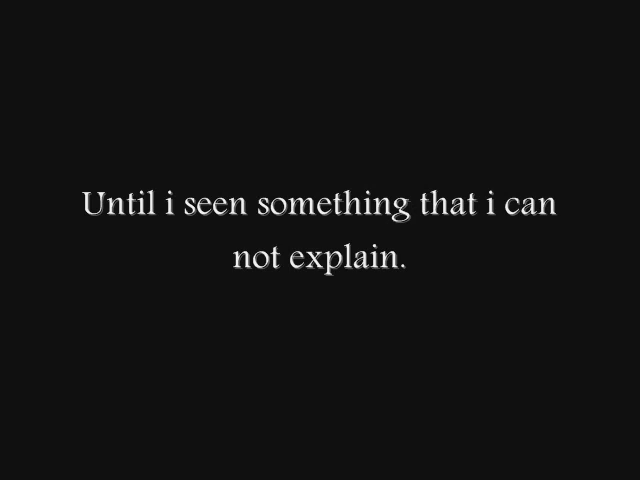 Until i seen something that i can
not explain.